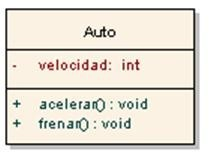 Auto
- velocidad: int
+ acelerar() : void
+ frenar() : void